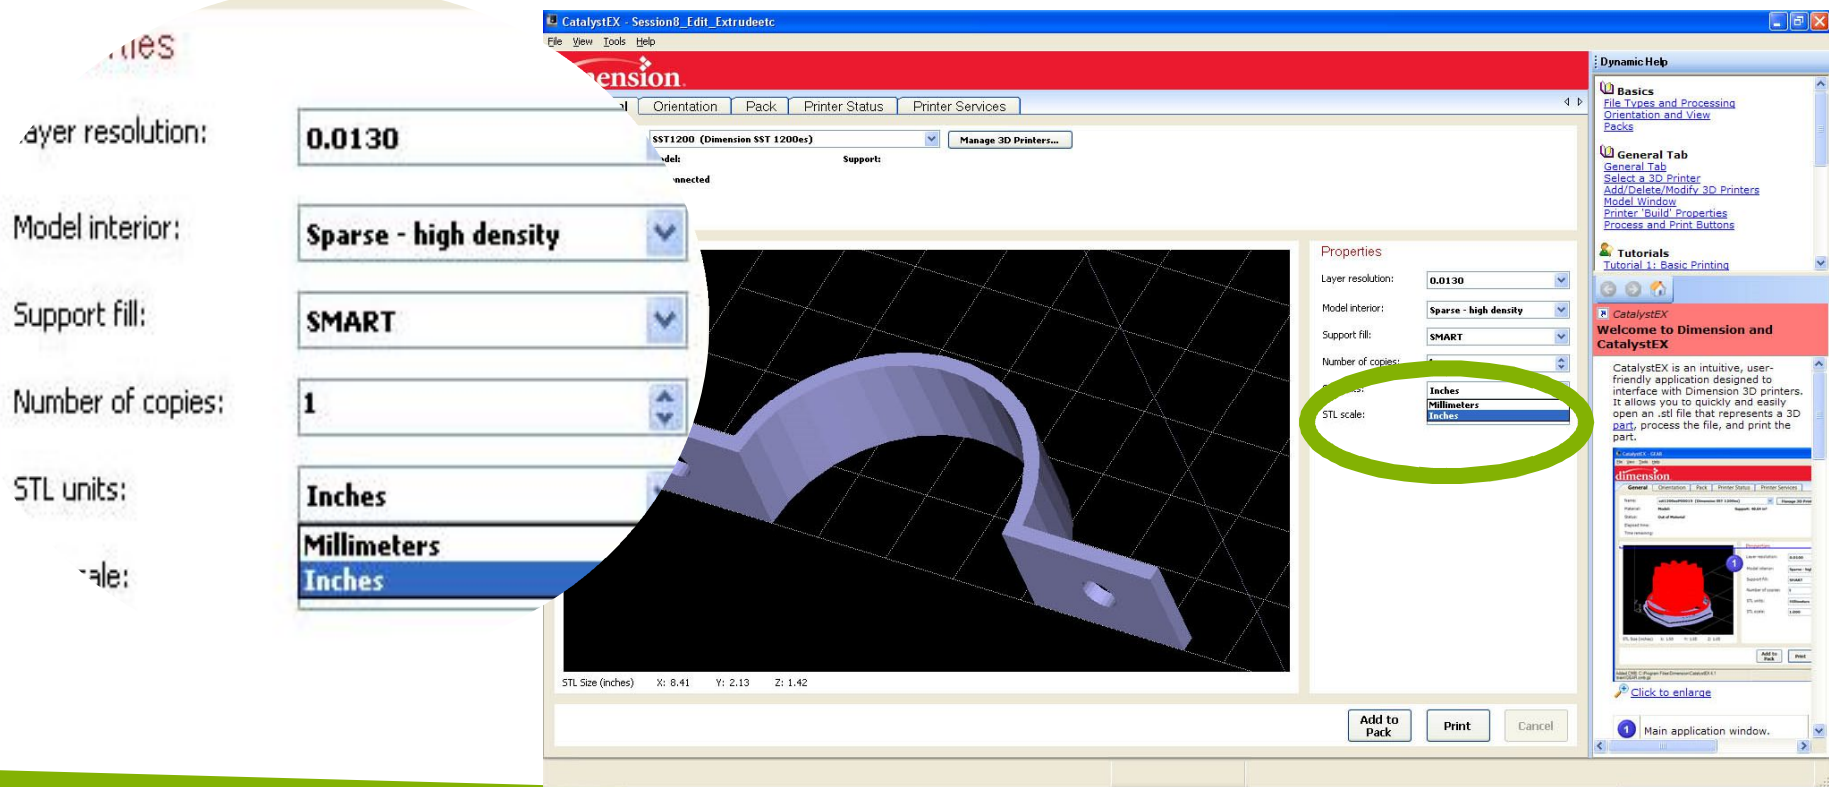 CatalystEX - Session8_Edit_Extrudeetc
File View Tools Help
Orientation Pack Printer Status Printer Services
SST1200 (Dimension SST 1200es) Manage 3D Printers...
Support:
Layer resolution:
0.0130
Model interior:
Sparse - high density
Support fill:
SMART
Number of copies:
1
STL units:
Inches
Millimeters
Inches
STL Size (inches) X: 8.41 Y: 2.13 Z: 1.42
Properties
Layer resolution: 0.0130
Model interior: Sparse - high density
Support fill: SMART
Number of copies:
Inches
Millimeters
STL scale: Inches
Add to Pack Print Cancel
Dynamic Help
Basics
File Types and Processing
Orientation and View
Packs
General Tab
General Tab
Select a 3D Printer
Add/Delete/Modify 3D Printers
Model Window
Printer 'Build' Properties
Process and Print Buttons
Tutorials
Tutorial 1: Basic Printing
CatalystEX
Welcome to Dimension and
CatalystEX
CatalystEX is an intuitive, user-
friendly application designed to
interface with Dimension 3D printers.
It allows you to quickly and easily
open an .stl file that represents a 3D
part, process the file, and print the
part.
dimension
Click to enlarge
1 Main application window.